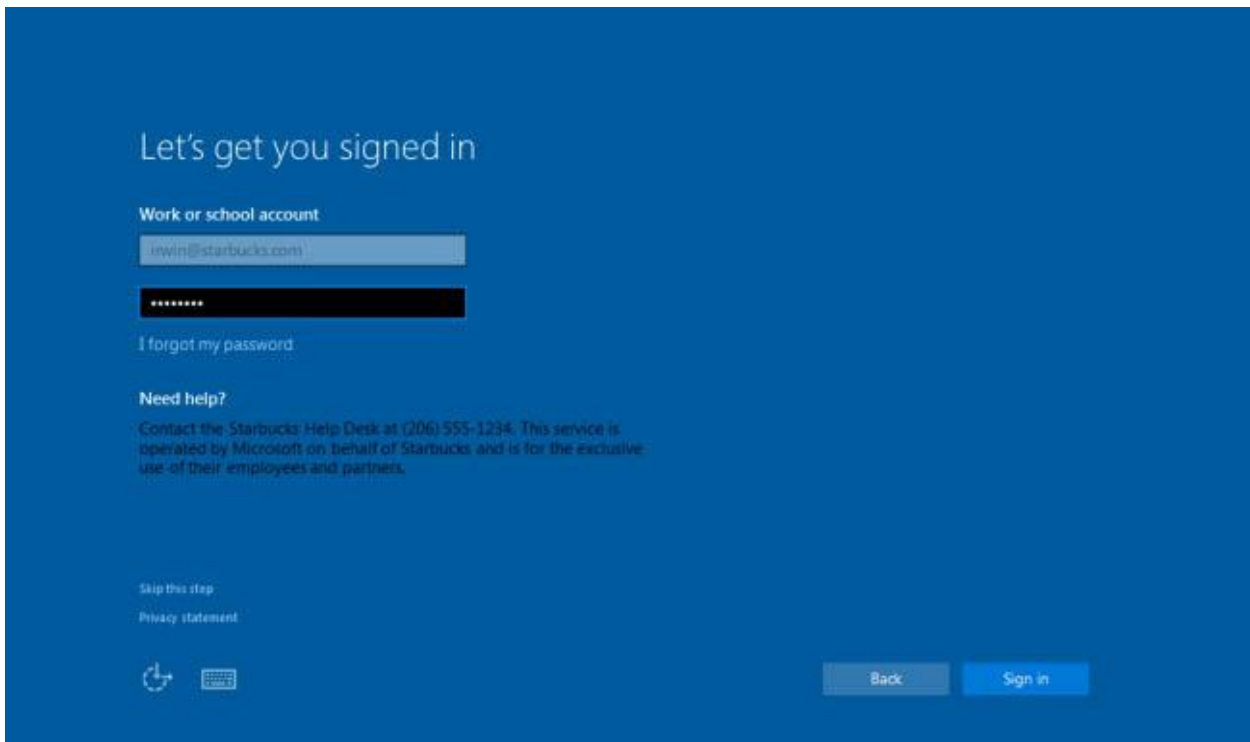 Let's get you signed in
Work or school account
irwin@starbucks.com
••••••••
I forgot my password
Need help?
Contact the Starbucks Help Desk at (206) 555-1234. This service is
operated by Microsoft on behalf of Starbucks and is for the exclusive
use of their employees and partners.
Skip this step
Privacy statement
Back
Sign in